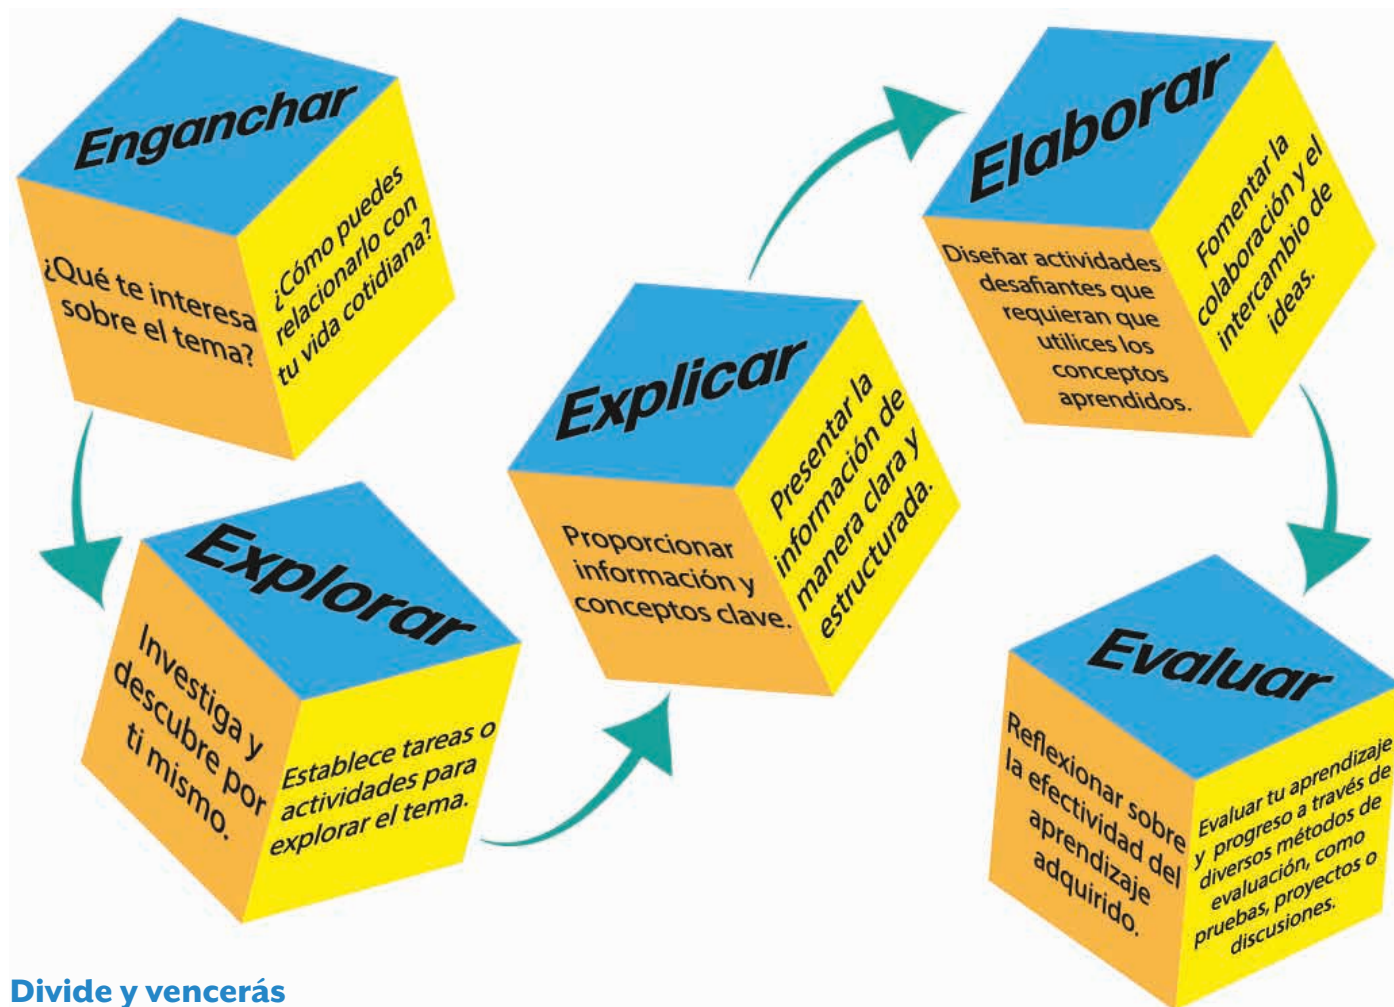 Enganchar
¿Qué te interesa
sobre el tema?
¿Cómo puedes
relacionarlo con
tu vida cotidiana?
Explorar
Investiga y
descubre por
ti mismo.
Establece tareas o
actividades para
explorar el tema.
Explicar
Proporcionar
información y
conceptos clave.
Presentar la
información de
manera clara y
estructurada.
Elaborar
Diseñar actividades
desafiantes que
requieran que
utilices los
conceptos
aprendidos.
Fomentar la
colaboración y el
intercambio de
ideas.
Evaluar
Reflexionar sobre
la efectividad del
aprendizaje
adquirido.
Evaluar tu aprendizaje
y progreso a través de
diversos métodos de
evaluación, como
pruebas, proyectos o
discusiones.
Divide y vencerás